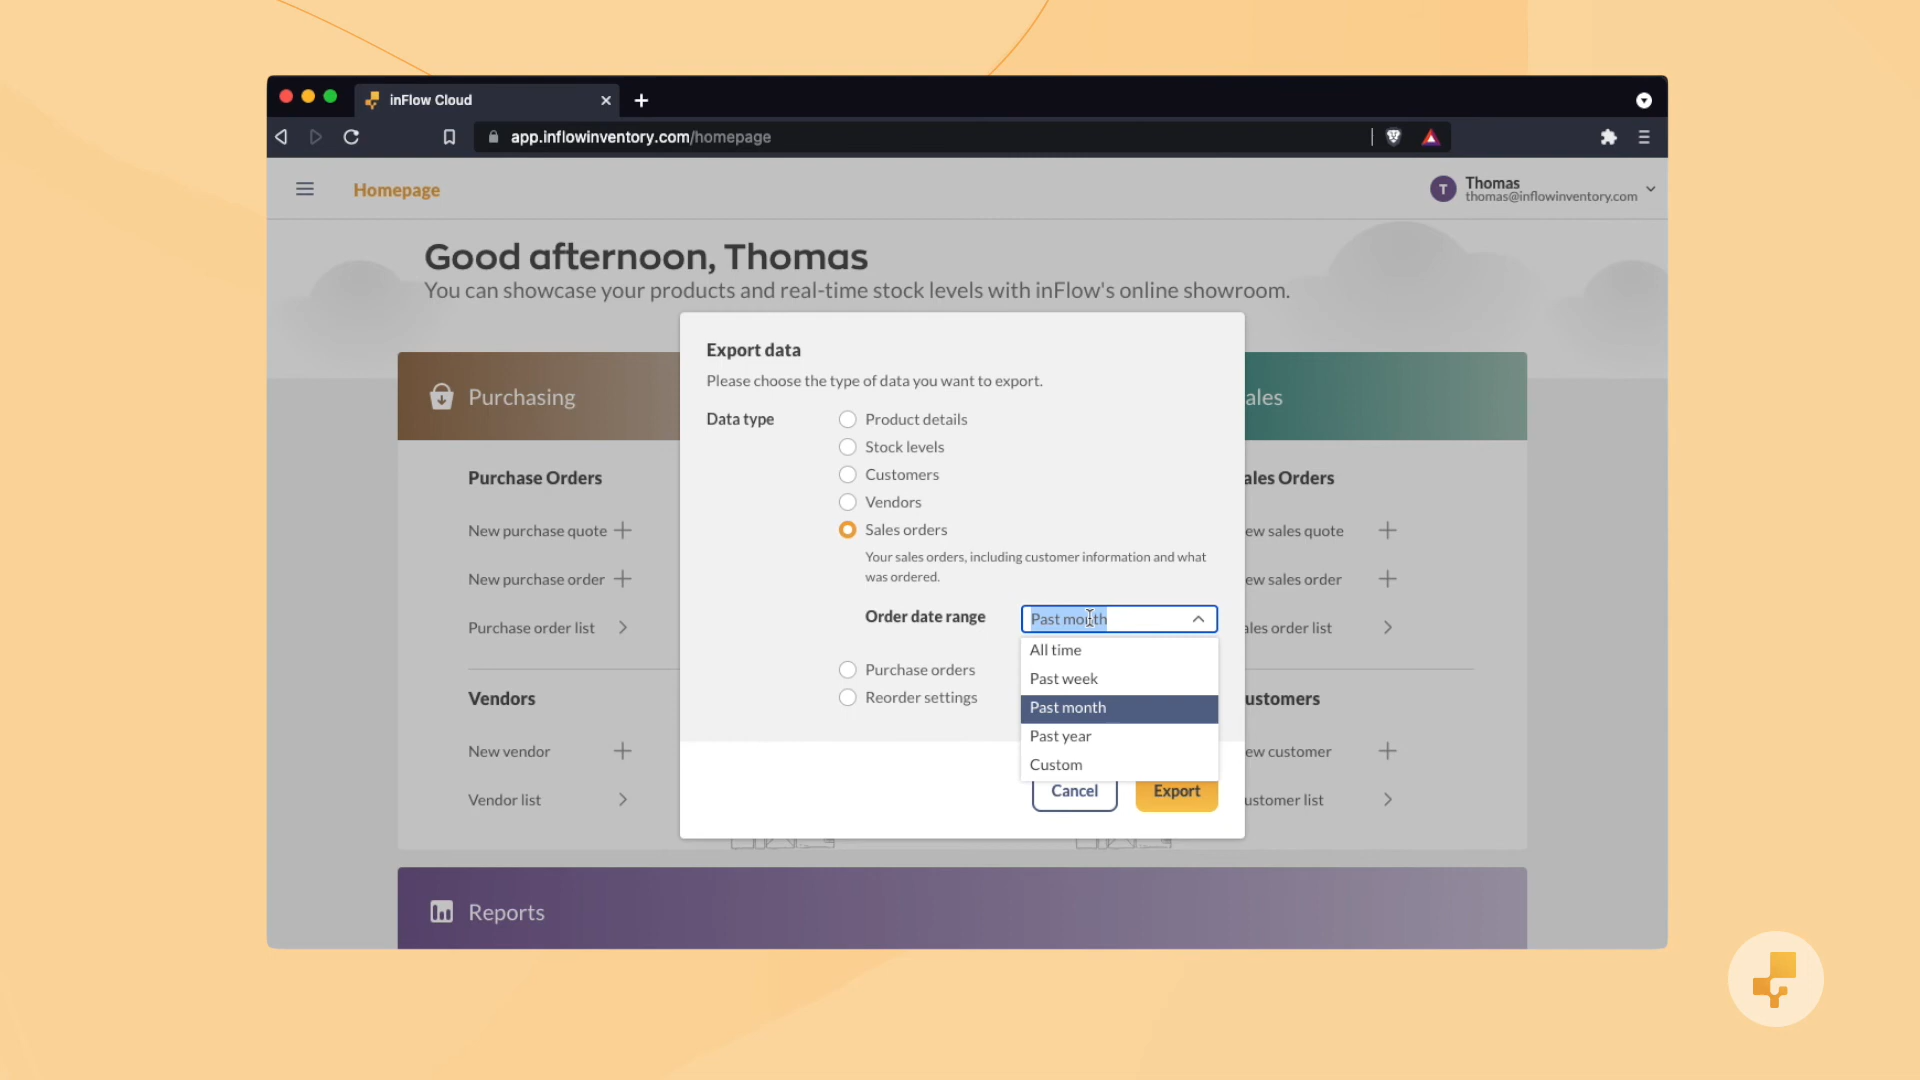 inFlow Cloud
app.inflowinventory.com/homepage
Homepage
T
Thomas
thomas@inflowinventory.com
Good afternoon, Thomas
You can showcase your products and real-time stock levels with inFlow's online showroom.
Purchasing
Purchase Orders
New purchase quote
New purchase order
Purchase order list
Vendors
New vendor
Vendor list
Export data
Please choose the type of data you want to export.
Data type
Product details
Stock levels
Customers
Vendors
Sales orders
Your sales orders, including customer information and what
was ordered.
Order date range
Past month
All time
Past week
Past month
Past year
Custom
Purchase orders
Reorder settings
Cancel
Export
ales
ales Orders
ew sales quote
ew sales order
ales order list
ustomers
ew customer
ustomer list
Reports